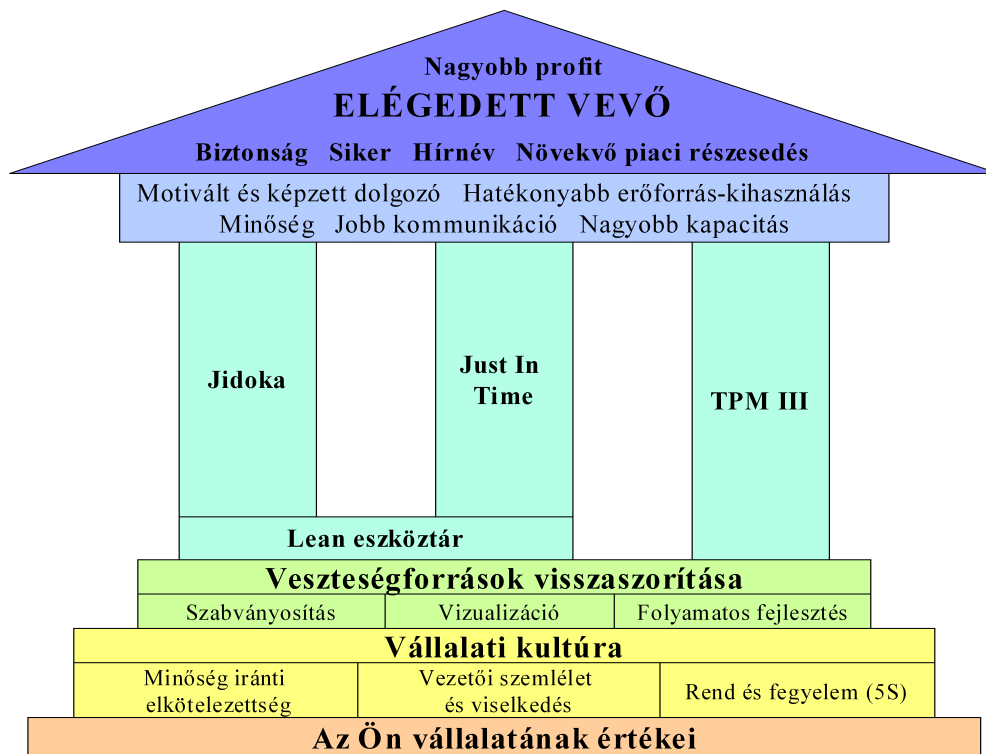 Nagyobb profit
ELÉGEDETT VEVŐ
Biztonság Siker Hírnév Növekvő piaci részesedés
Motivált és képzett dolgozó Hatékonyabb erőforrás-kihasználás
Minőség Jobb kommunikáció Nagyobb kapacitás
Jidoka
Just In
Time
TPM III
Lean eszköztár
Veszteségforrások visszaszorítása
Szabványosítás
Vizualizáció
Folyamatos fejlesztés
Vállalati kultúra
Minőség iránti
elkötelezettség
Vezetői szemlélet
és viselkedés
Rend és fegyelem (5S)
Az Ön vállalatának értékei